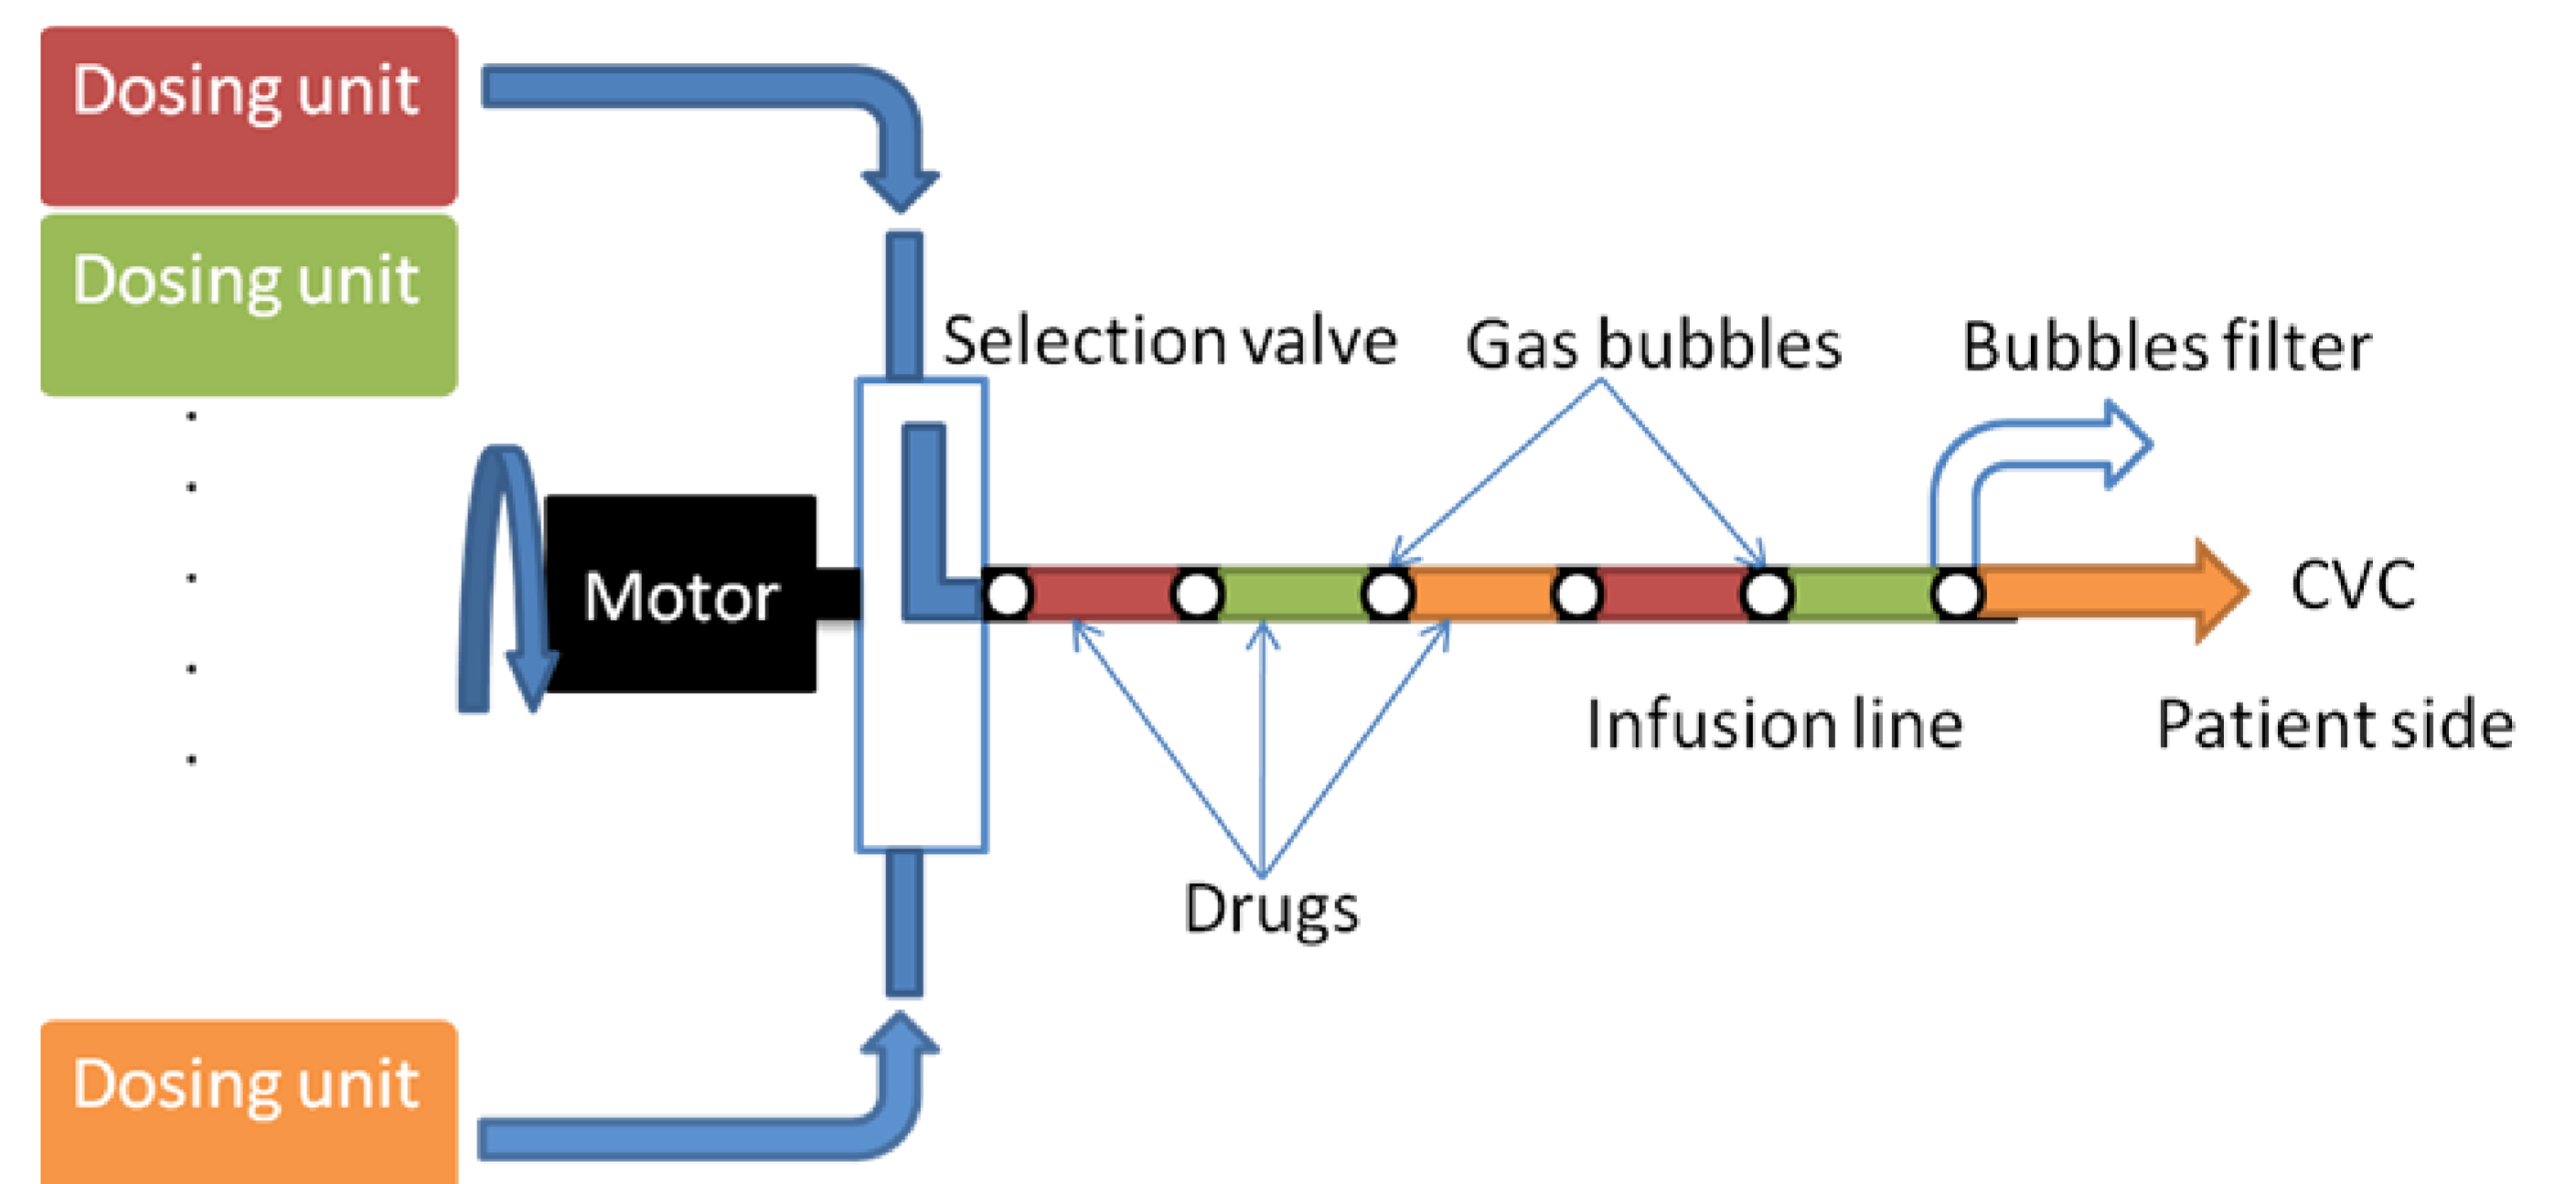 Dosing unit
Dosing unit
Selection valve
Gas bubbles
Bubbles filter
Motor
CVC
Infusion line
Patient side
Drugs
Dosing unit